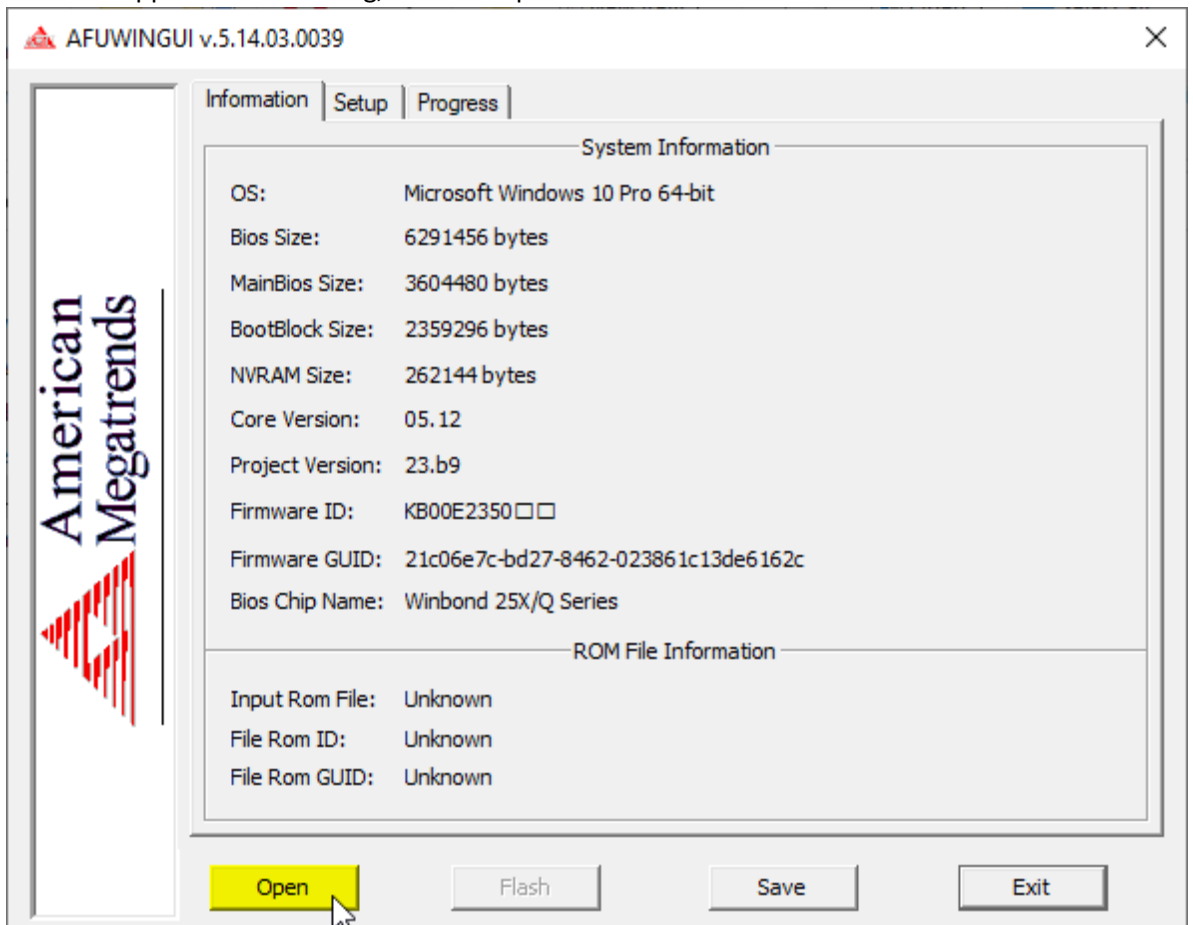 AFUWINGUI v.5.14.03.0039
Information Setup Progress
System Information
OS: Microsoft Windows 10 Pro 64-bit
Bios Size: 6291456 bytes
MainBios Size: 3604480 bytes
BootBlock Size: 2359296 bytes
NVRAM Size: 262144 bytes
Core Version: 05.12
Project Version: 23.b9
Firmware ID: KB00E2350□□
Firmware GUID: 21c06e7c-bd27-8462-023861c13de6162c
Bios Chip Name: Winbond 25X/Q Series
ROM File Information
Input Rom File: Unknown
File Rom ID: Unknown
File Rom GUID: Unknown
American
Megatrends
Open Flash Save Exit